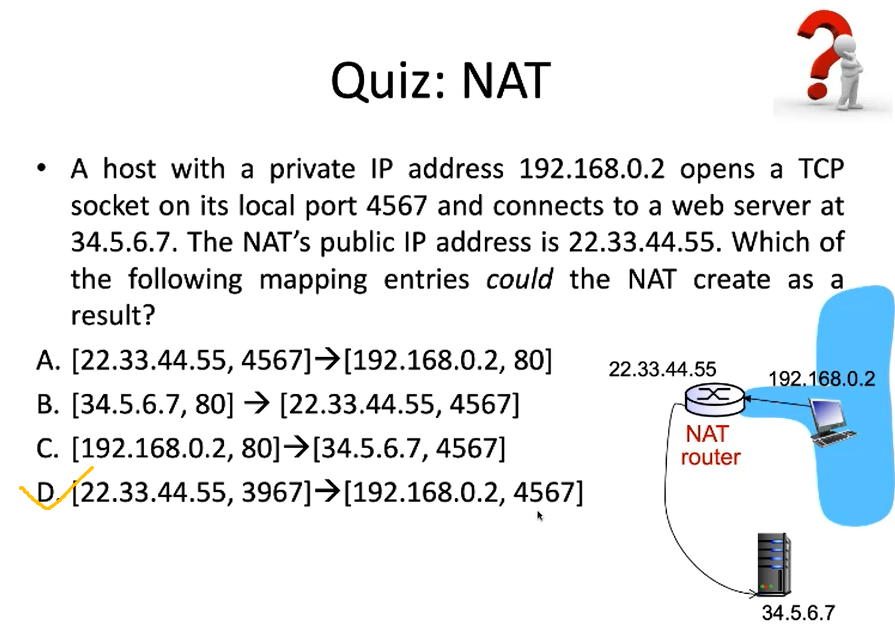 Quiz: NAT
• A host with a private IP address 192.168.0.2 opens a TCP
socket on its local port 4567 and connects to a web server at
34.5.6.7. The NAT’s public IP address is 22.33.44.55. Which of
the following mapping entries could the NAT create as a
result?
A. [22.33.44.55, 4567]→[192.168.0.2, 80]
B. [34.5.6.7, 80] → [22.33.44.55, 4567]
C. [192.168.0.2, 80]→[34.5.6.7, 4567]
D. [22.33.44.55, 3967]→[192.168.0.2, 4567]
22.33.44.55
192.168.0.2
NAT
router
34.5.6.7